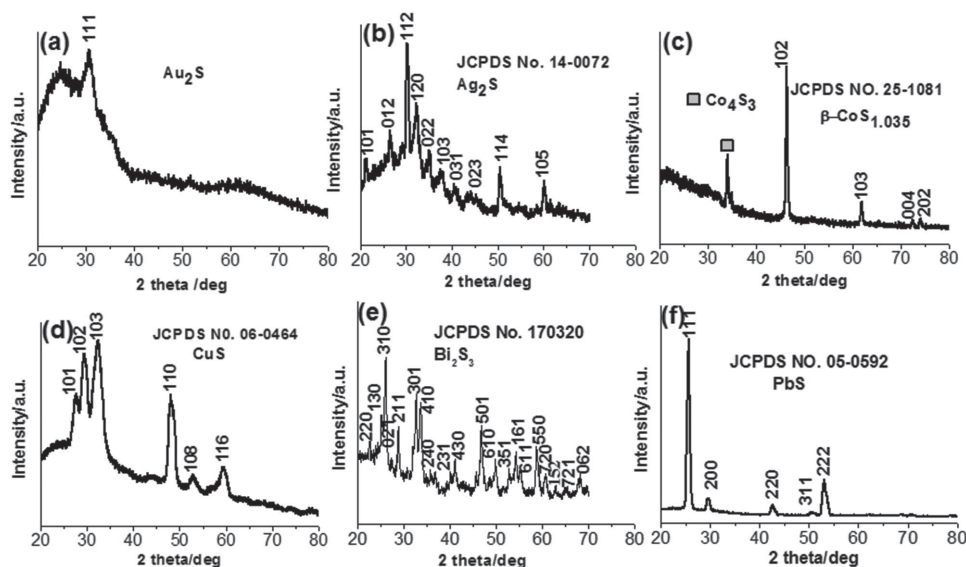 (a)
111
Au2S
Intensity/a.u.
20 30 40 50 60 70 80
2 theta /deg
(b)
JCPDS No. 14-0072
Ag2S
101
012
112
120
022
103
031
023
114
105
Intensity/a.u.
20 30 40 50 60 70 80
2 theta/deg
(c)
102
JCPDS NO. 25-1081
β–CoS1.035
Co4S3
103
004
202
Intensity/a.u.
20 30 40 50 60 70 80
2 theta/deg
(d)
JCPDS N0. 06-0464
CuS
101
102
103
110
108
116
Intensity/a.u.
20 30 40 50 60 70 80
2 theta/deg
(e)
JCPDS No. 170320
Bi2S3
220
130
310
021
211
301
410
240
231
430
501
610
351
161
611
550
720
152
721
062
Intensity/a.u.
20 30 40 50 60 70 80
2 theta/deg
(f)
JCPDS NO. 05-0592
PbS
111
200
220
311
222
Intensity/a.u.
20 30 40 50 60 70 80
2 theta/deg